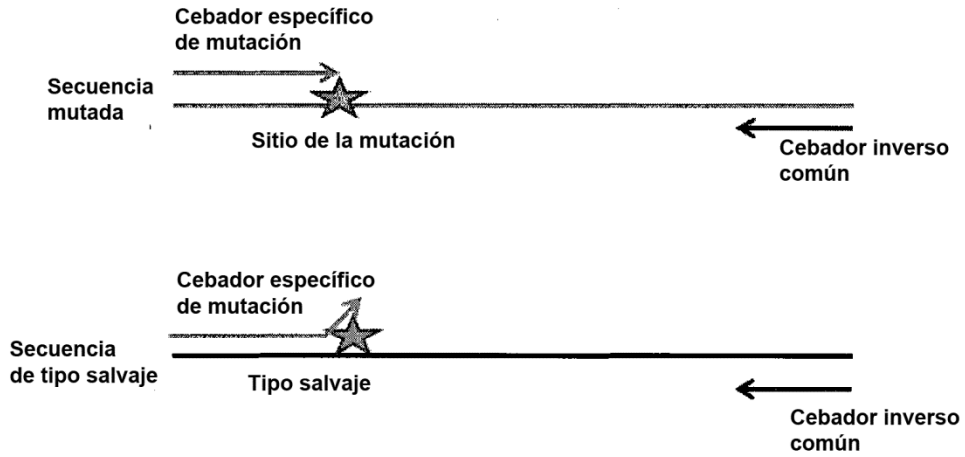 Cebador específico
de mutación
Secuencia
mutada
Sitio de la mutación
Cebador inverso
común
Cebador específico
de mutación
Secuencia
de tipo salvaje
Tipo salvaje
Cebador inverso
común